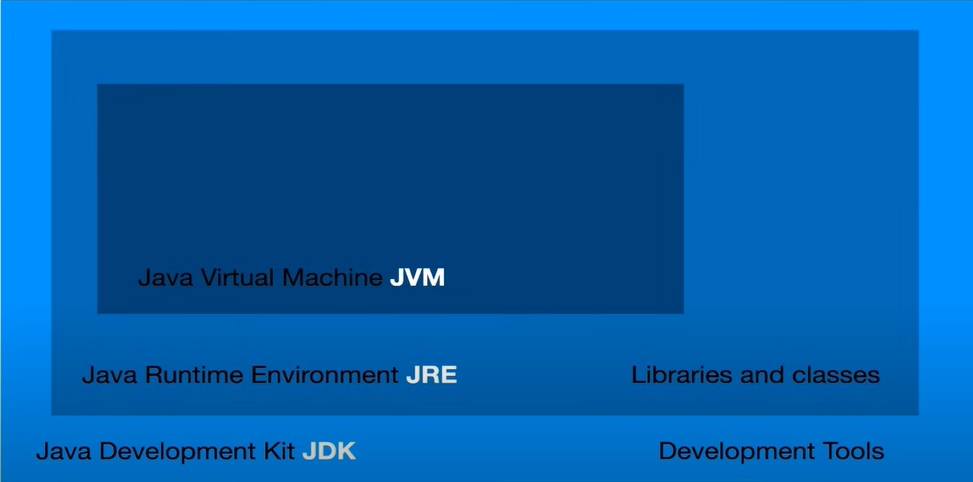 Java Virtual Machine JVM
Java Runtime Environment JRE
Libraries and classes
Java Development Kit JDK
Development Tools